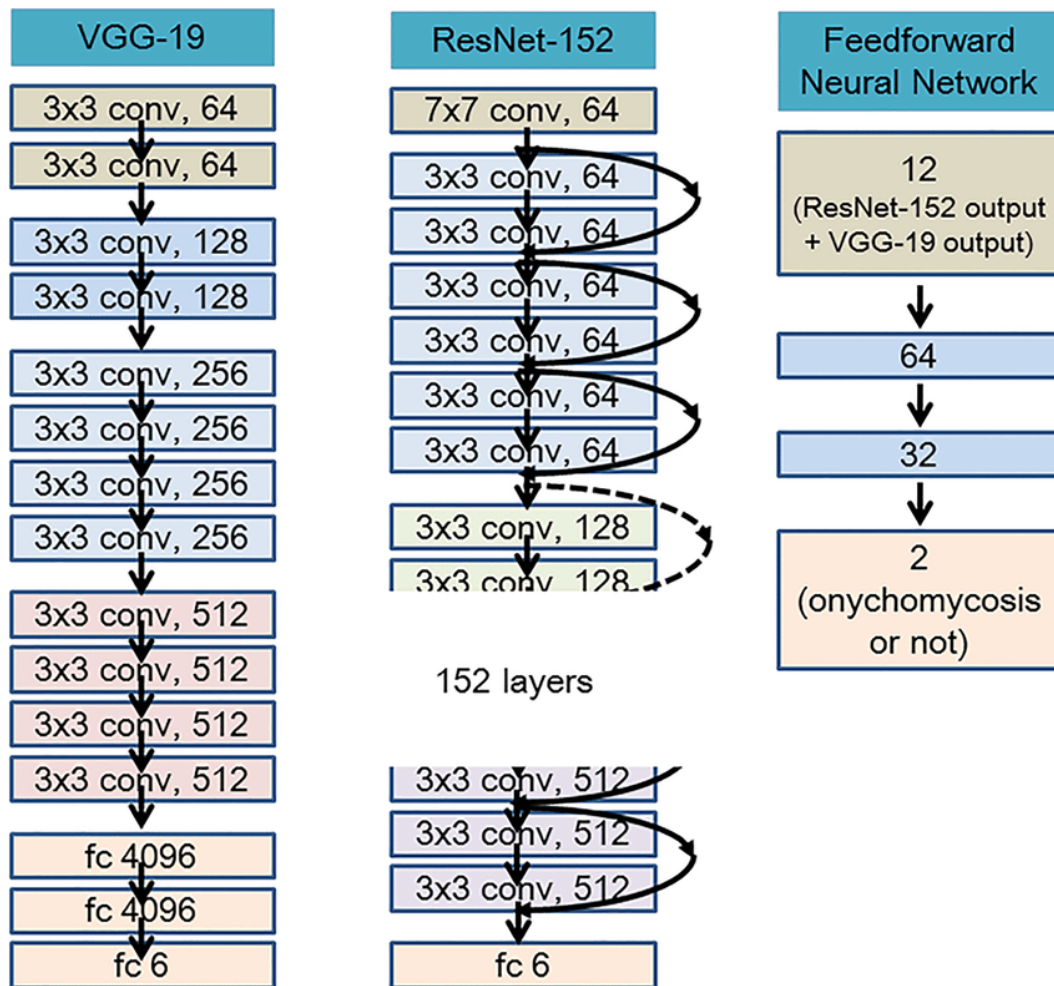 VGG-19
3x3 conv, 64
3x3 conv, 64
3x3 conv, 128
3x3 conv, 128
3x3 conv, 256
3x3 conv, 256
3x3 conv, 256
3x3 conv, 256
3x3 conv, 512
3x3 conv, 512
3x3 conv, 512
3x3 conv, 512
fc 4096
fc 4096
fc 6
ResNet-152
7x7 conv, 64
3x3 conv, 64
3x3 conv, 64
3x3 conv, 64
3x3 conv, 64
3x3 conv, 64
3x3 conv, 64
3x3 conv, 128
3x3 conv, 128
152 layers
3x3 conv, 512
3x3 conv, 512
3x3 conv, 512
fc 6
Feedforward
Neural Network
12
(ResNet-152 output
+ VGG-19 output)
64
32
2
(onychomycosis
or not)